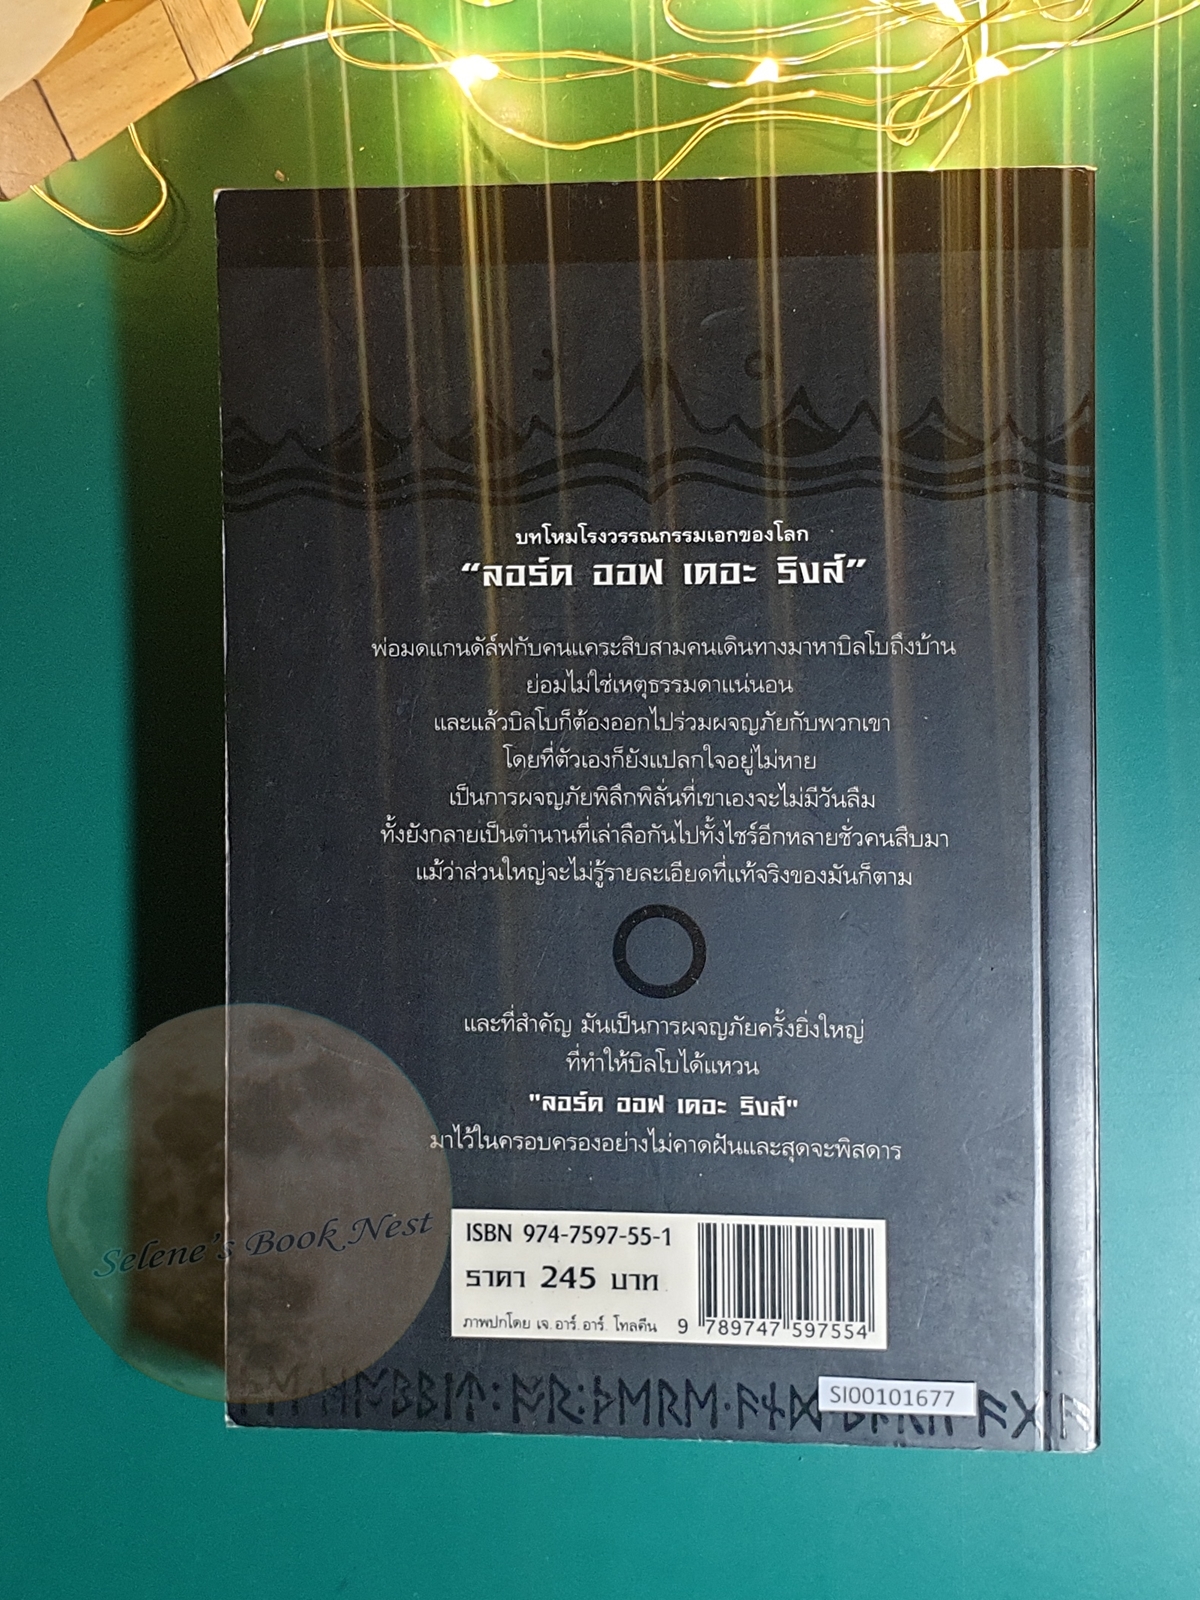 บทโหมโรงวรรณกรรมเอกของโลก
“ลอร์ด ออฟ เดอะ ริงส์”
พ่อมดแกนดัล์ฟกับคนแคระสิบสามคนเดินทางมาหาบิลโบถึงบ้าน
ย่อมไม่ใช่เหตุธรรมดาแน่นอน
และแล้วบิลโบก็ต้องออกไปร่วมผจญภัยกับพวกเขา
โดยที่ตัวเองก็ยังแปลกใจอยู่ไม่หาย
เป็นการผจญภัยพิลึกพิลั่นที่เขาเองจะไม่มีวันลืม
ทั้งยังกลายเป็นตำนานที่เล่าลือกันไปทั้งไชร์อีกหลายชั่วคนสืบมา
แม้ว่าส่วนใหญ่จะไม่รู้รายละเอียดที่แท้จริงของมันก็ตาม
และที่สำคัญ มันเป็นการผจญภัยครั้งยิ่งใหญ่
ที่ทำให้บิลโบได้แหวน
"ลอร์ด ออฟ เดอะ ริงส์"
มาไว้ในครอบครองอย่างไม่คาดฝันและสุดจะพิสดาร
Selene's Book Nest
ISBN 974-7597-55-1
ราคา 245 บาท
ภาพปกโดย เจ.อาร์.อาร์. โทลคีน
9 789747 597554
SI00101677